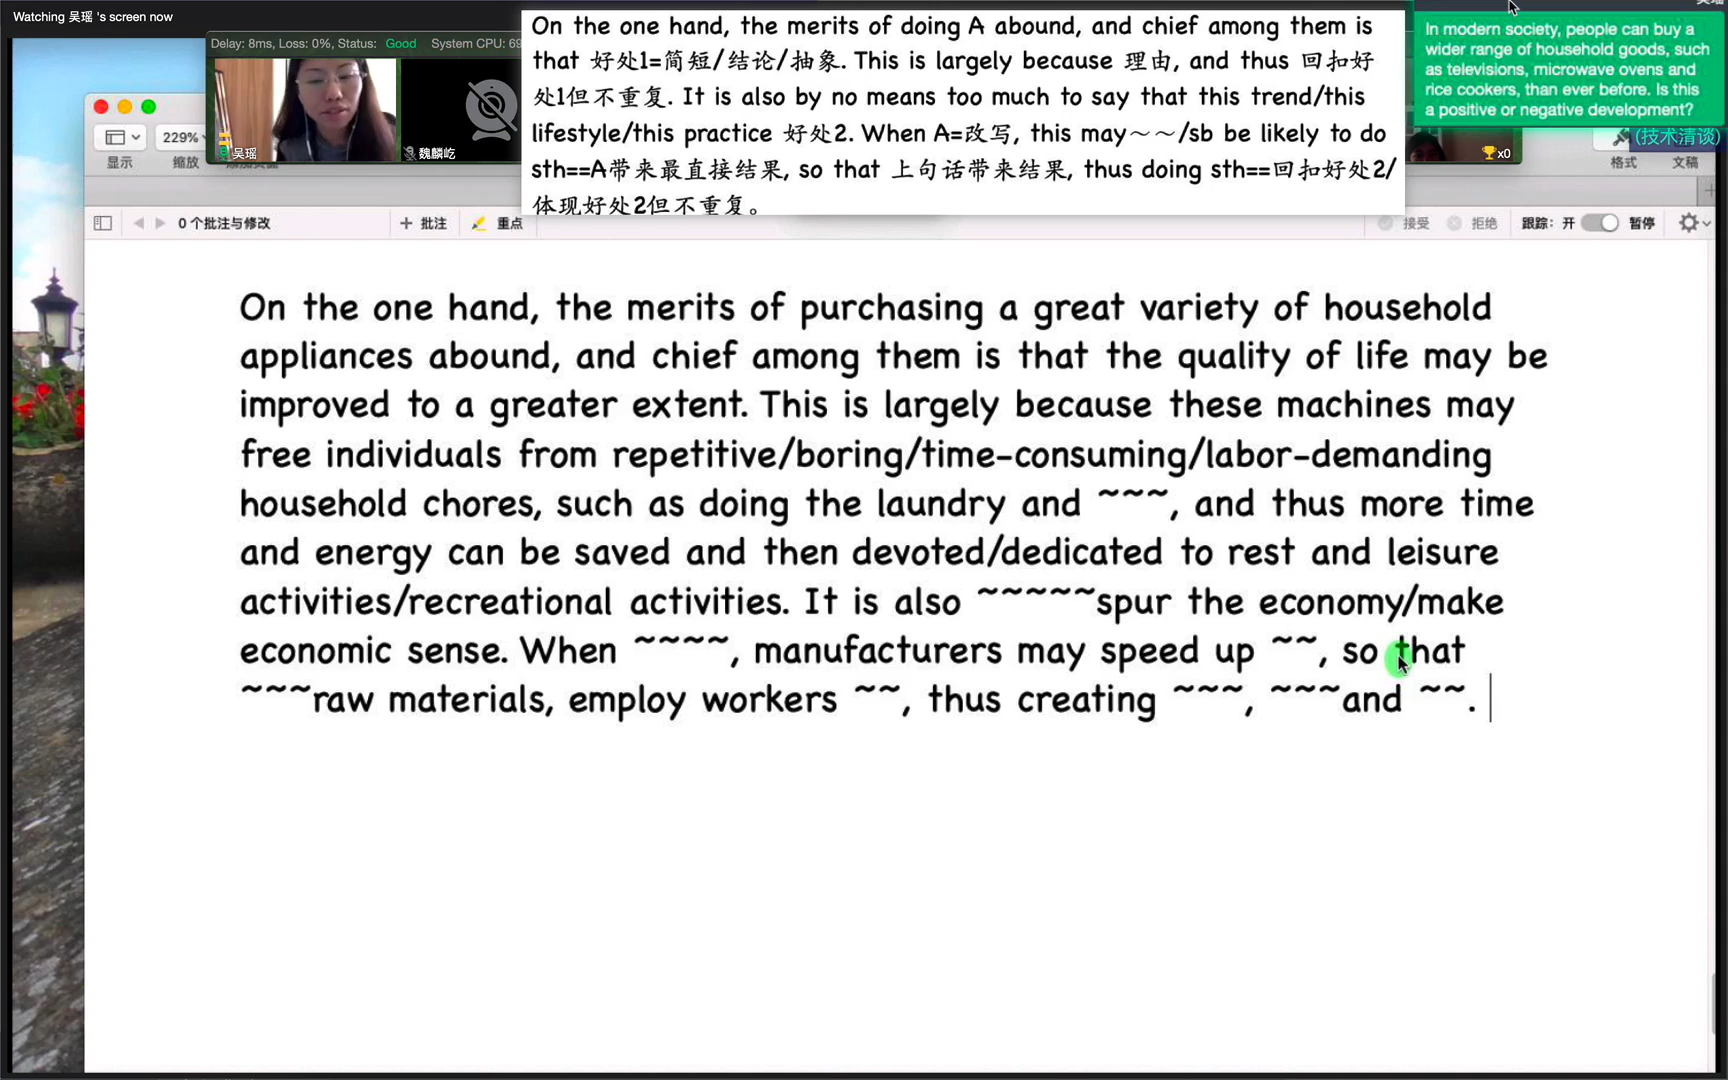 Watching 吴瑶 's screen now
Delay: 8ms, Loss: 0%, Status: Good System CPU: 69
229%
显示
缩放
吴瑶
魏麟屹
On the one hand, the merits of doing A abound, and chief among them is
that 好处1=简短/结论/抽象. This is largely because 理由, and thus 回扣好
处1但不重复. It is also by no means too much to say that this trend/this
lifestyle/this practice 好处2. When A=改写, this may～～/sb be likely to do
sth==A带来最直接结果, so that 上句话带来结果, thus doing sth==回扣好处2/
体现好处2但不重复。
In modern society, people can buy a
wider range of household goods, such
as televisions, microwave ovens and
rice cookers, than ever before. Is this
a positive or negative development?
(技术清谈)
x0
格式
文稿
0 个批注与修改
批注
重点
接受
拒绝
跟踪: 开
暂停
On the one hand, the merits of purchasing a great variety of household
appliances abound, and chief among them is that the quality of life may be
improved to a greater extent. This is largely because these machines may
free individuals from repetitive/boring/time-consuming/labor-demanding
household chores, such as doing the laundry and ~~~, and thus more time
and energy can be saved and then devoted/dedicated to rest and leisure
activities/recreational activities. It is also ~~~~~spur the economy/make
economic sense. When ~~~~, manufacturers may speed up ~~, so that
~~~raw materials, employ workers ~~, thus creating ~~~, ~~~and ~~.